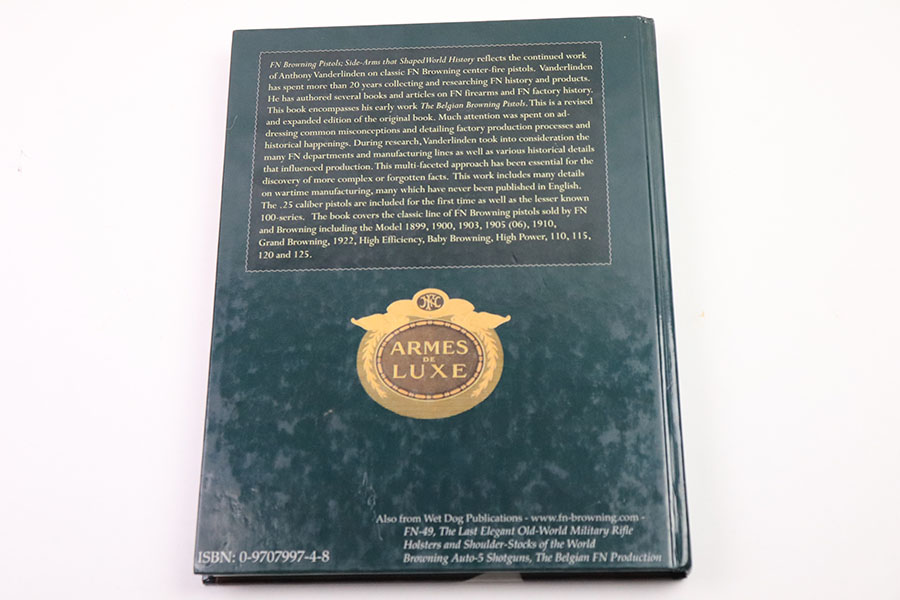 FN Browning Pistols; Side-Arms that Shaped World History reflects the continued work
of Anthony Vanderlinden on classic FN Browning center-fire pistols. Vanderlinden
has spent more than 20 years collecting and researching FN history and products.
He has authored several books and articles on FN firearms and FN factory history.
This book encompasses his early work The Belgian Browning Pistols. This is a revised
and expanded edition of the original book. Much attention was spent on ad-
dressing common misconceptions and detailing factory production processes and
historical happenings. During research, Vanderlinden took into consideration the
many FN departments and manufacturing lines as well as various historical details
that influenced production. This multi-faceted approach has been essential for the
discovery of more complex or forgotten facts. This work includes many details
on wartime manufacturing, many which have never been published in English.
The .25 caliber pistols are included for the first time as well as the lesser known
100-series. The book covers the classic line of FN Browning pistols sold by FN
and Browning including the Model 1899, 1900, 1903, 1905 (06), 1910,
Grand Browning, 1922, High Efficiency, Baby Browning, High Power, 110, 115,
120 and 125.
FN
ARMES
DE
LUXE
Also from Wet Dog Publications - www.fn-browning.com -
FN-49, The Last Elegant Old-World Military Rifle
Holsters and Shoulder-Stocks of the World
Browning Auto-5 Shotguns, The Belgian FN Production
ISBN: 0-9707997-4-8